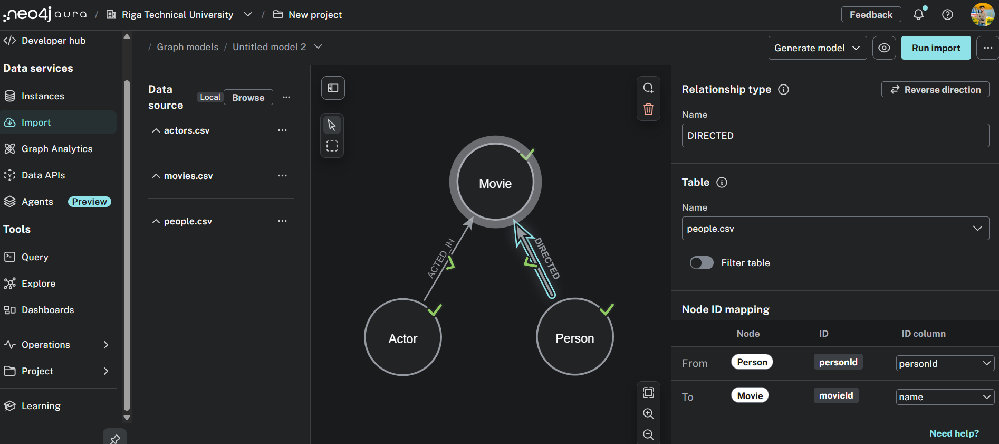 neo4j aura / Riga Technical University / New project
Feedback
Developer hub
Data services
Instances
Import
Graph Analytics
Data APIs
Agents Preview
Tools
Query
Explore
Dashboards
Operations
Project
Learning
/ Graph models / Untitled model 2
Generate model
Run import
Data source
Local
Browse
actors.csv
movies.csv
people.csv
Movie
ACTED_IN
DIRECTED
Actor
Person
Relationship type
Reverse direction
Name
DIRECTED
Table
Name
people.csv
Filter table
Node ID mapping
Node ID ID column
From Person personId personId
To Movie movieId name
Need help?